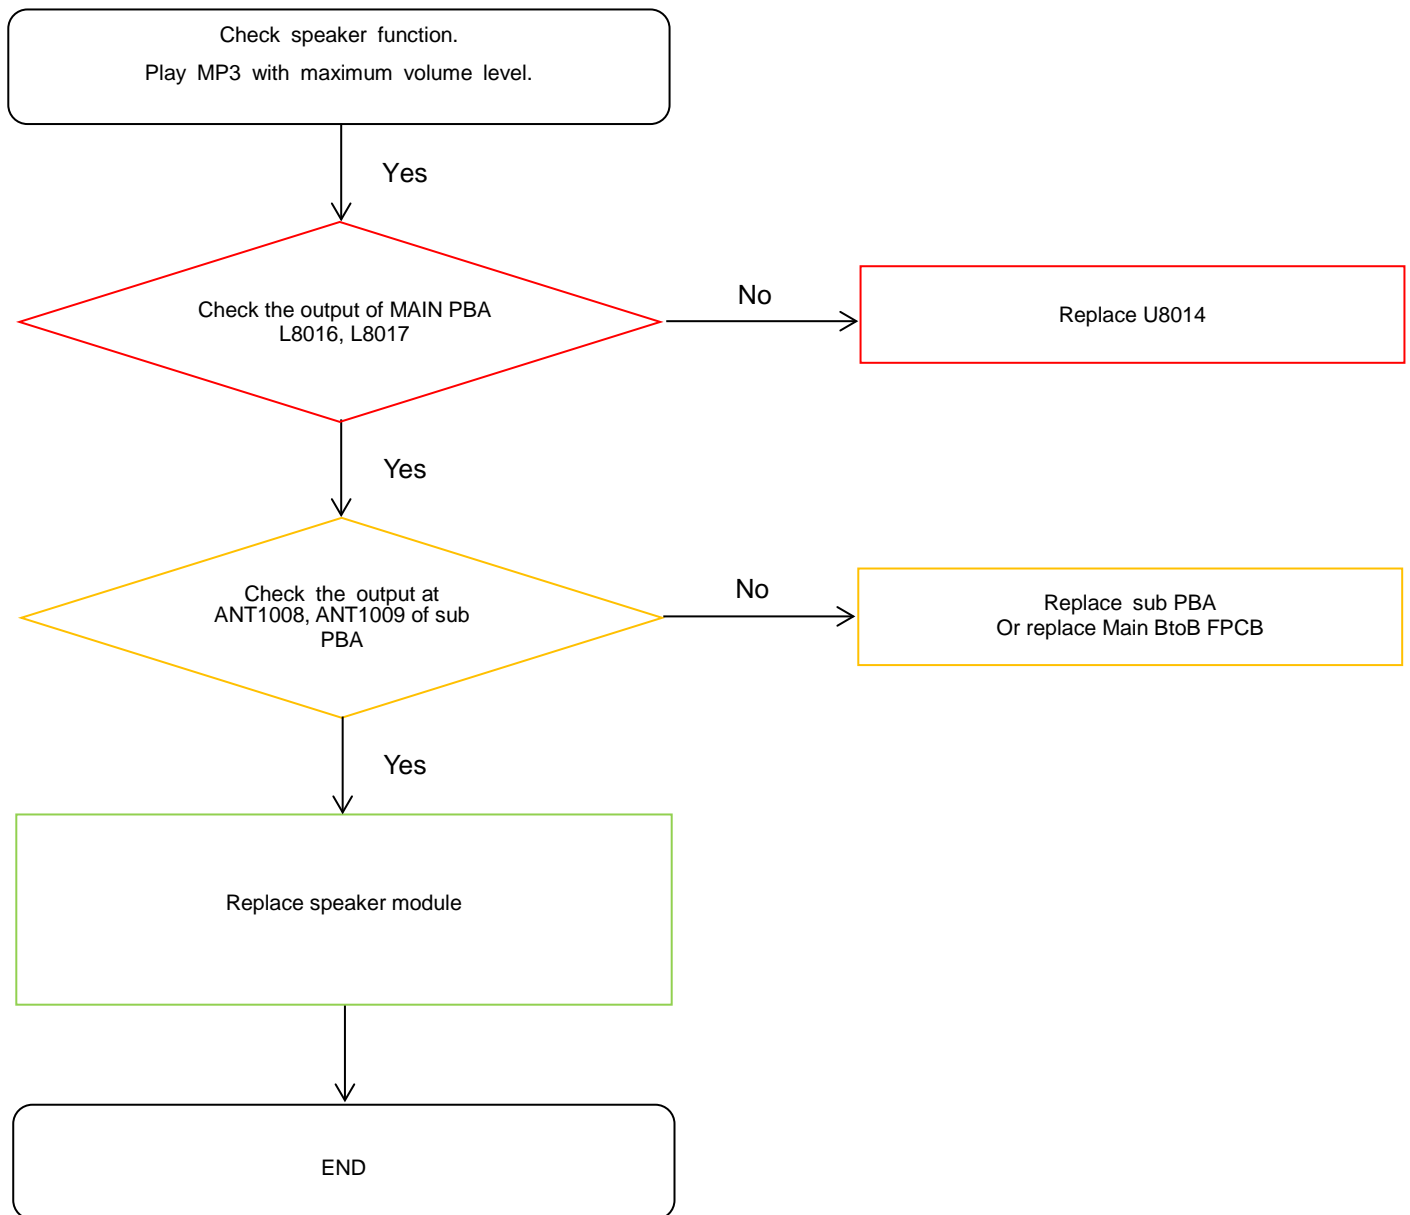 Check speaker function.
Play MP3 with maximum volume level.
Yes
Check the output of MAIN PBA
L8016, L8017
No
Replace U8014
Yes
Check the output at
ANT1008, ANT1009 of sub
PBA
No
Replace sub PBA
Or replace Main BtoB FPCB
Yes
Replace speaker module
END